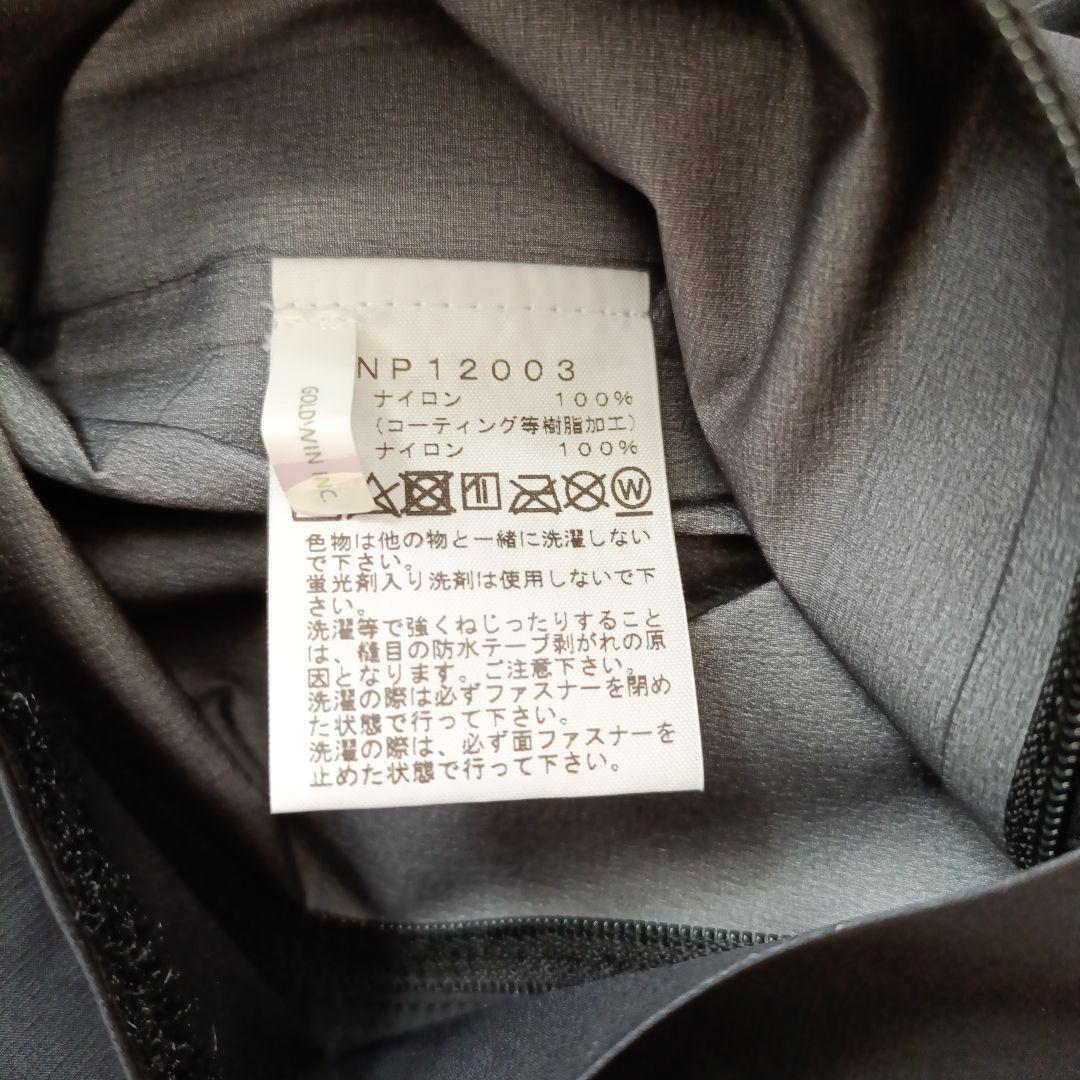 NP12003
ナイロン 100%
(コーティング等樹脂加工)
ナイロン 100%
GOLDWIN INC.
W
色物は他の物と一緒に洗濯しない
で下さい。
蛍光剤入り洗剤は使用しないで下
さい。
洗濯等で強くねじったりすること
は、縫目の防水テープ剥がれの原
因となります。ご注意下さい。
洗濯の際は必ずファスナーを閉め
た状態で行って下さい。
洗濯の際は、必ず面ファスナーを
止めた状態で行って下さい。